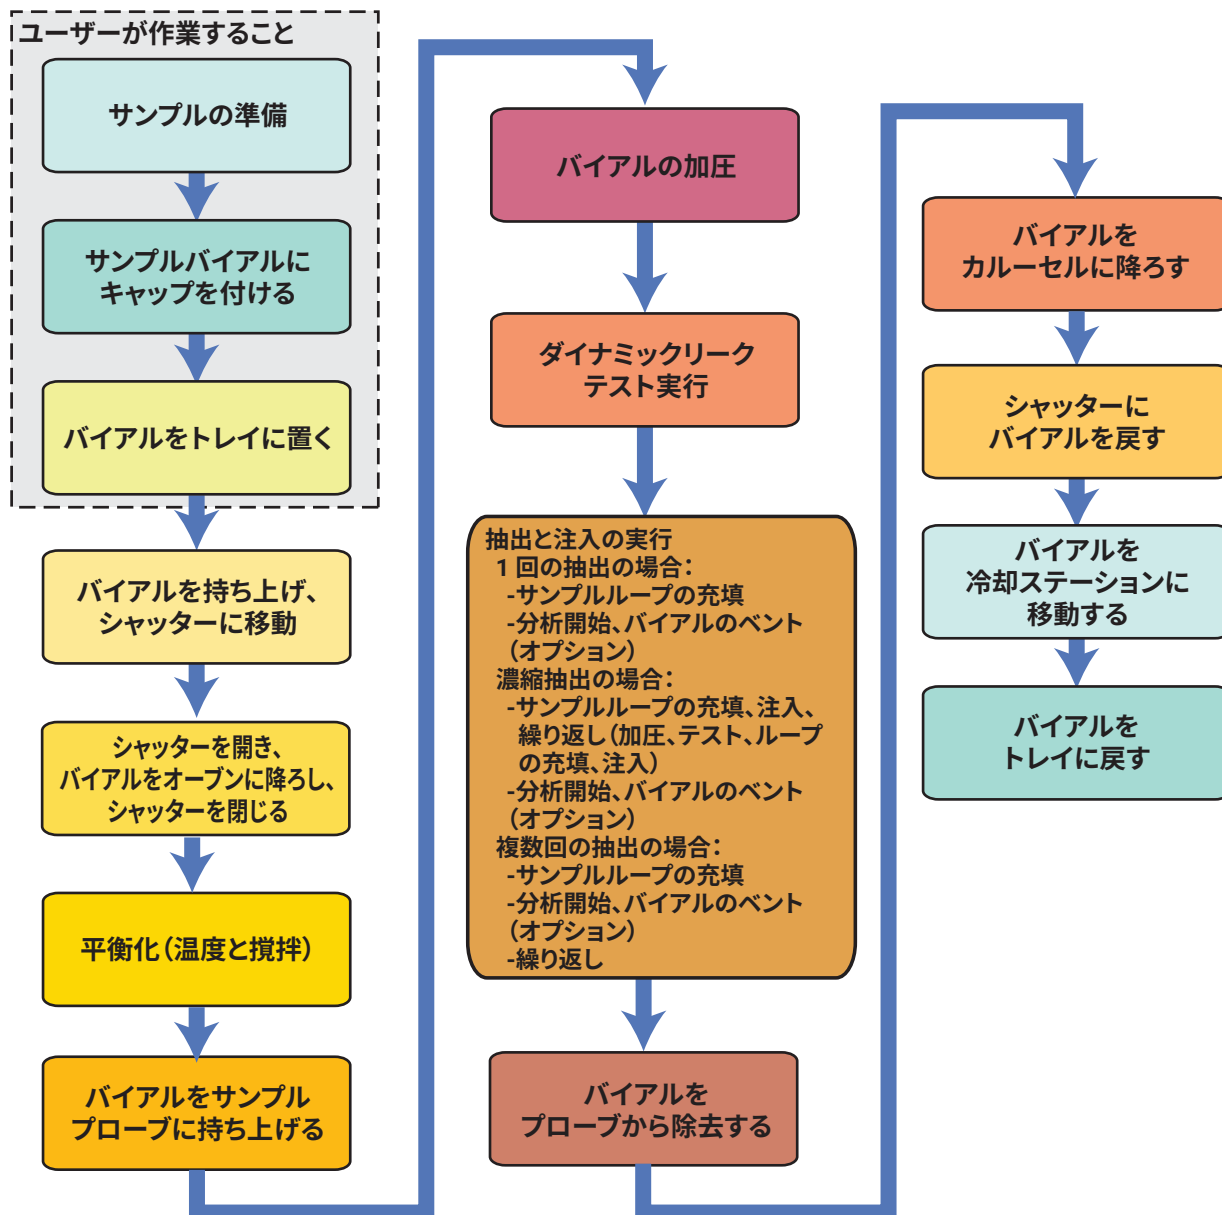 ユーザーが作業すること
サンプルの準備
サンプルバイアルに
キャップを付ける
バイアルをトレイに置く
バイアルを持ち上げ、
シャッターに移動
シャッターを開き、
バイアルをオーブンに降ろし、
シャッターを閉じる
平衡化（温度と撹拌）
バイアルをサンプル
プローブに持ち上げる
バイアルの加圧
ダイナミックリーク
テスト実行
抽出と注入の実行
1 回の抽出の場合：
-サンプルループの充填
-分析開始、バイアルのベント
（オプション）
濃縮抽出の場合：
-サンプルループの充填、注入、
繰り返し（加圧、テスト、ループ
の充填、注入）
-分析開始、バイアルのベント
（オプション）
複数回の抽出の場合：
-サンプルループの充填
-分析開始、バイアルのベント
（オプション）
-繰り返し
バイアルを
プローブから除去する
バイアルを
カルーセルに降ろす
シャッターに
バイアルを戻す
バイアルを
冷却ステーションに
移動する
バイアルを
トレイに戻す